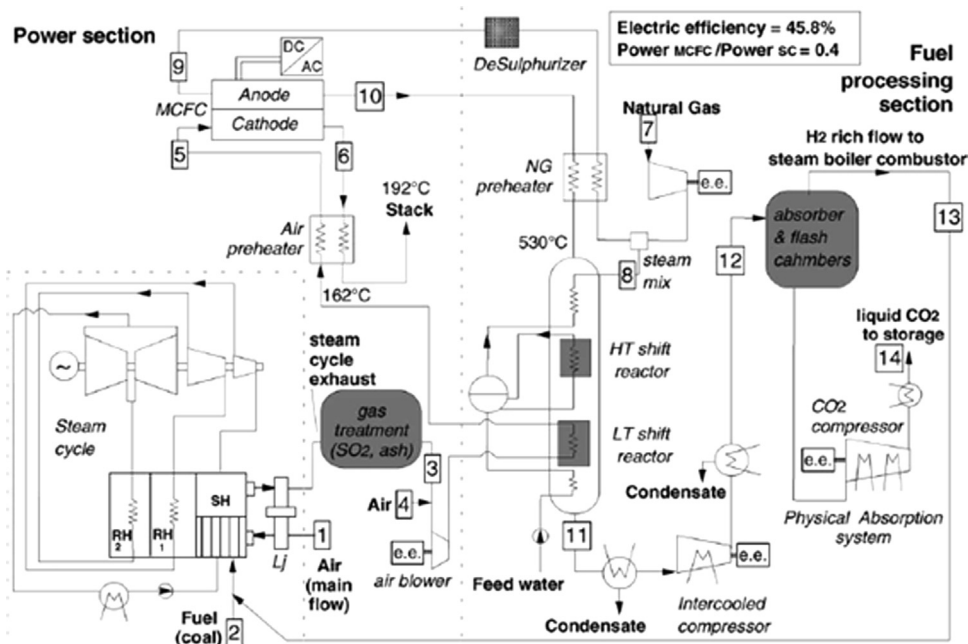 Power section
Electric efficiency = 45.8%
Power MCFC/Power SC = 0.4
Fuel
processing
section
DeSulphurizer
9
DC
AC
MCFC
Anode
Cathode
10
5
6
Natural Gas
7
e.e.
H2 rich flow to
steam boiler combustor
NG
preheater
192°C
Stack
Air
preheater
absorber
& flash
cahmbers
13
12
530°C
8
steam
mix
162°C
liquid CO2
to storage
14
steam
cycle
exhaust
HT shift
reactor
Steam
cycle
gas
treatment
(SO2, ash)
LT shift
reactor
CO2
compressor
e.e.
3
Air
4
Condensate
Physical Absorption
system
SH
RH
2
RH
1
Lj
1
Air
(main
flow)
e.e.
air blower
11
Feed water
e.e.
Condensate
Intercooled
compressor
Fuel
(coal)
2